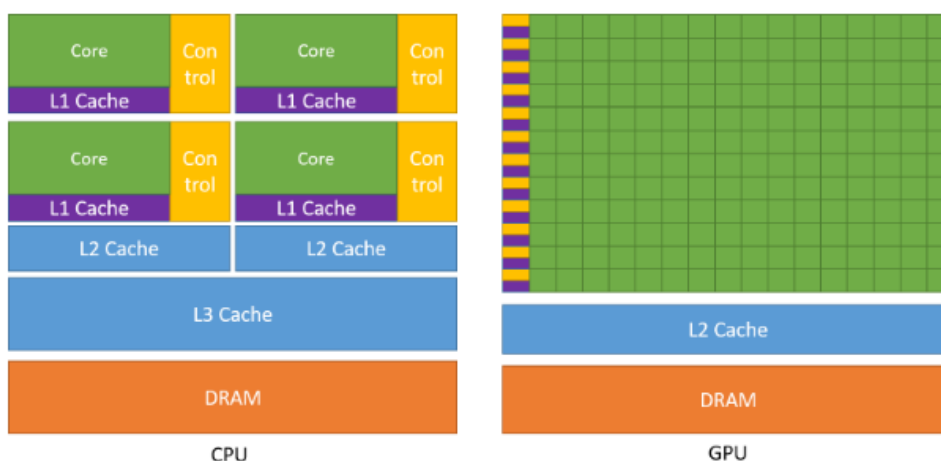 Core
Con
trol
Core
Con
trol
L1 Cache
L1 Cache
Core
Con
trol
Core
Con
trol
L1 Cache
L1 Cache
L2 Cache
L2 Cache
L3 Cache
L2 Cache
DRAM
DRAM
CPU
GPU